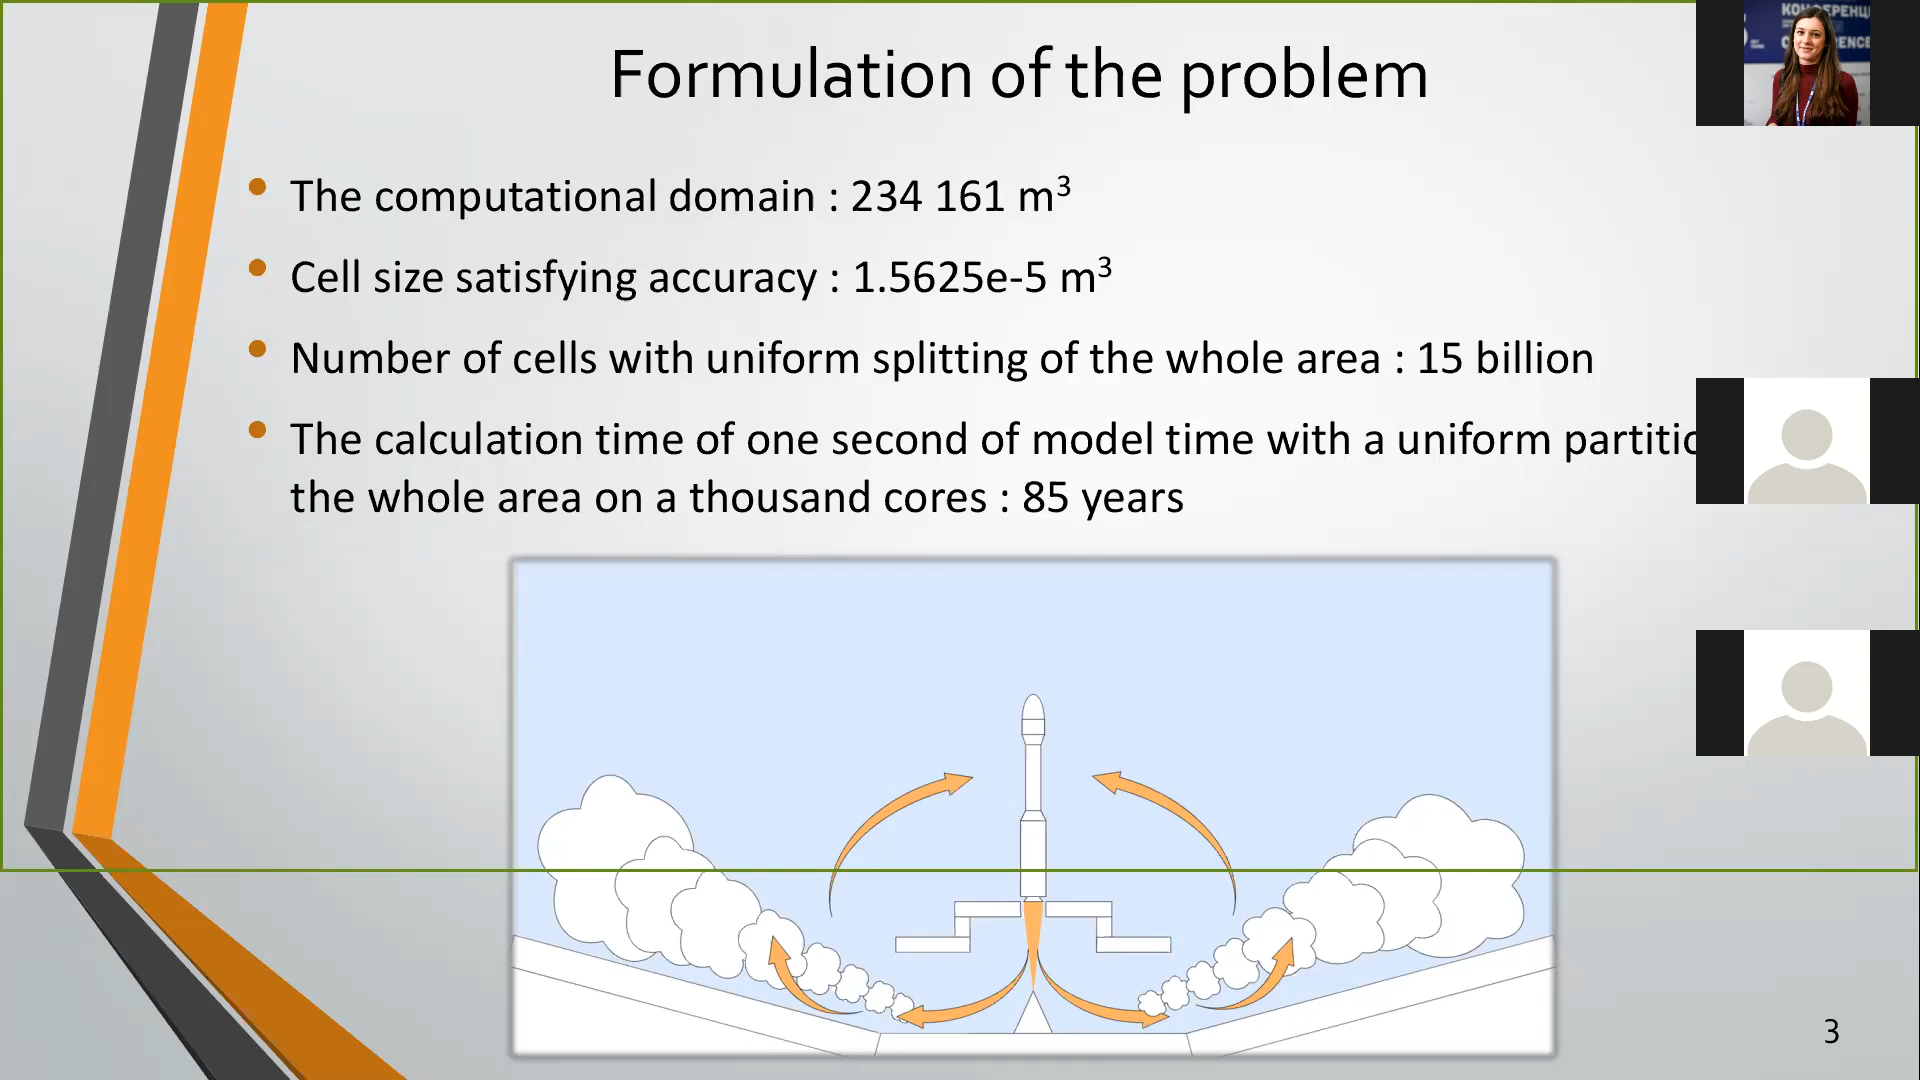 Formulation of the problem
• The computational domain : 234 161 m³
• Cell size satisfying accuracy : 1.5625e-5 m³
• Number of cells with uniform splitting of the whole area : 15 billion
• The calculation time of one second of model time with a uniform
the whole area on a thousand cores : 85 years
3